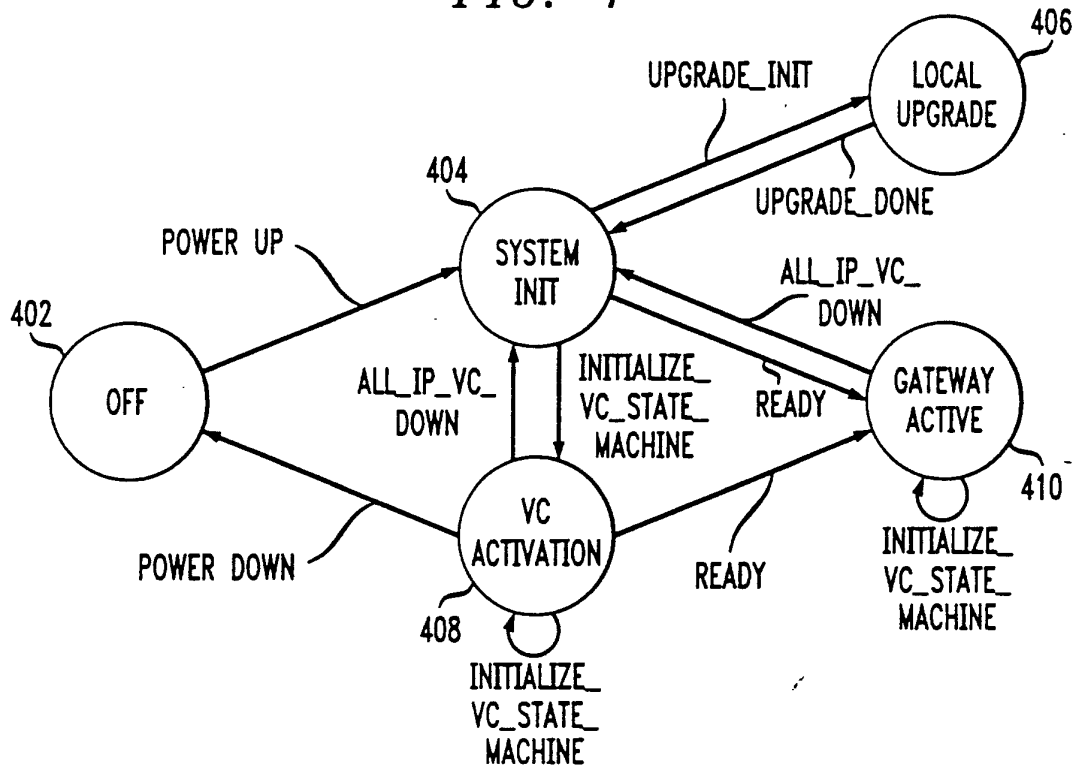 406
LOCAL
UPGRADE
UPGRADE_INIT
UPGRADE_DONE
404
SYSTEM
INIT
POWER UP
402
OFF
ALL_IP_VC_
DOWN
ALL_IP_VC_
DOWN
INITIALIZE_
VC_STATE_
MACHINE
READY
GATEWAY
ACTIVE
410
VC
ACTIVATION
408
POWER DOWN
READY
INITIALIZE_
VC_STATE_
MACHINE
INITIALIZE_
VC_STATE_
MACHINE